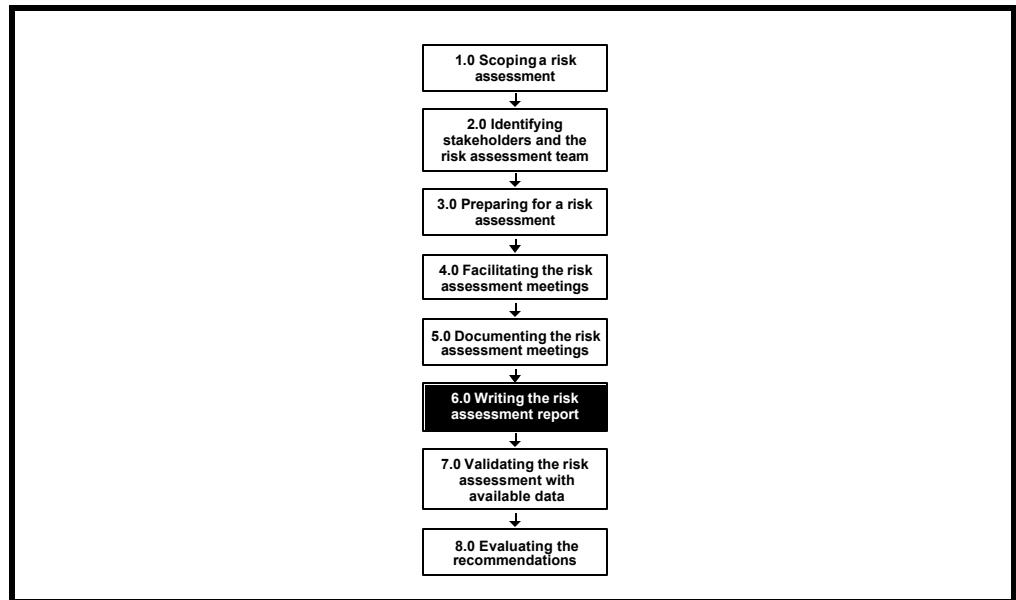 1.0 Scoping a risk
assessment
2.0 Identifying
stakeholders and the
risk assessment team
3.0 Preparing for a risk
assessment
4.0 Facilitating the risk
assessment meetings
5.0 Documenting the risk
assessment meetings
6.0 Writing the risk
assessment report
7.0 Validating the risk
assessment with
available data
8.0 Evaluating the
recommendations